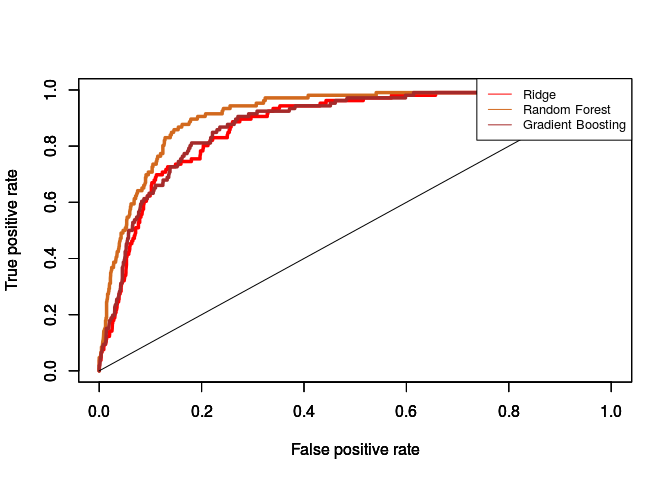 Ridge
Random Forest
Gradient Boosting
True positive rate
1.0
0.8
0.6
0.4
0.2
0.0
0.0 0.2 0.4 0.6 0.8 1.0
False positive rate